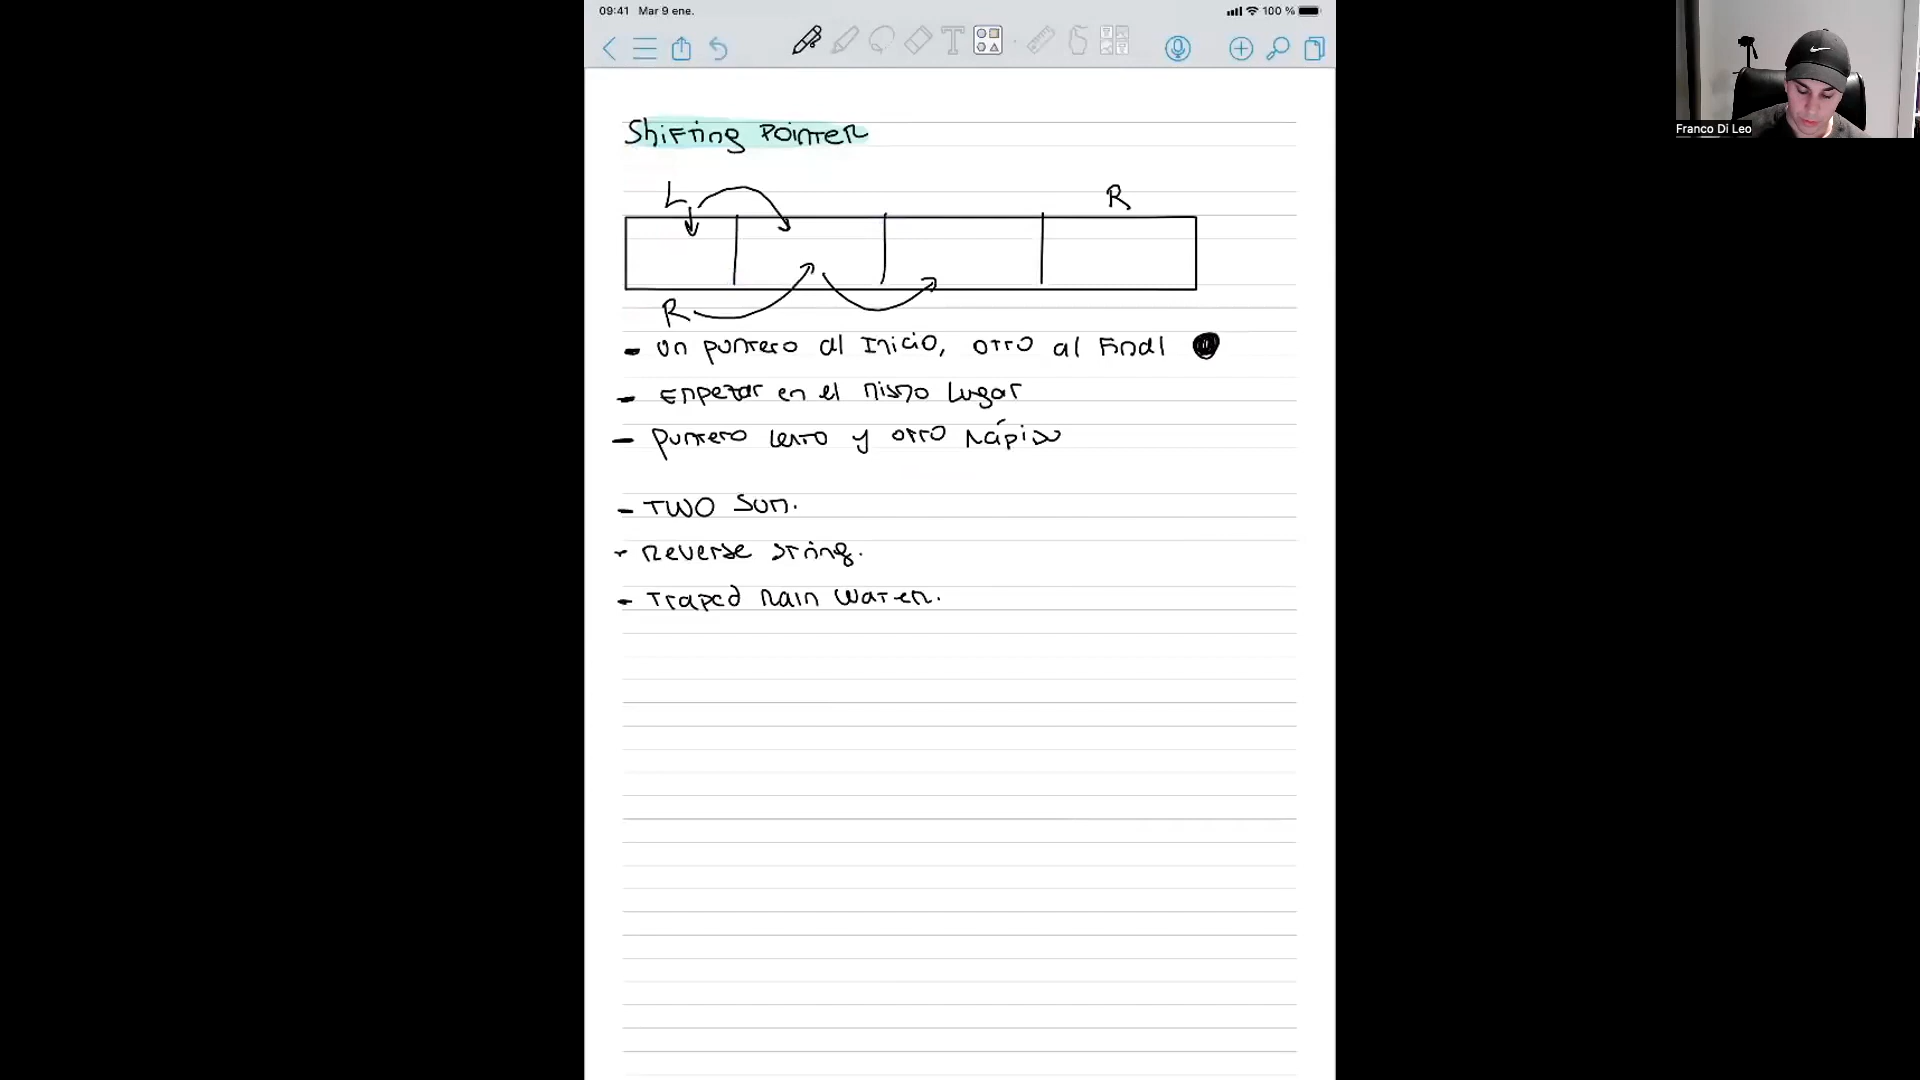 09:41 Mar 9 ene.
100 %
Franco Di Leo
Shifting Pointer
L
R
R
- Un puntero al Inicio, otro al Final
- Empezar en el mismo lugar
- puntero lento y otro rápido
- TWO Sum.
- Reverse string.
- Traped Rain Water.